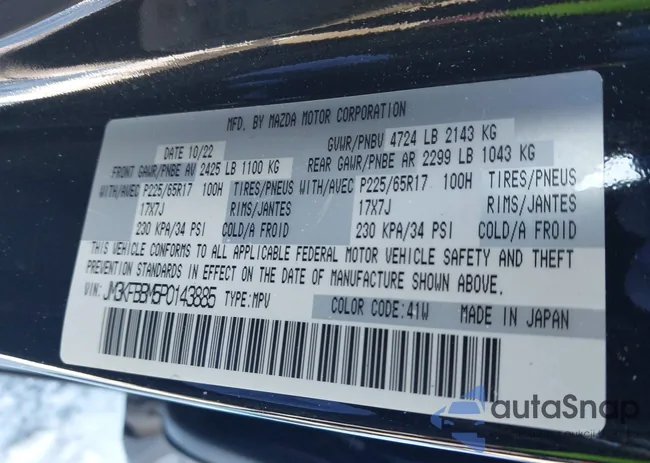 MFD. BY MAZDA MOTOR CORPORATION
DATE 10/22 GVWR/PNBV 4724 LB 2143 KG
FRONT GAWR/PNBE AV 2425 LB 1100 KG REAR GAWR/PNBE AR 2299 LB 1043 KG
WITH/AVEC P225/65R17 100H TIRES/PNEUS WITH/AVEC P225/65R17 100H TIRES/PNEUS
17X7J RIMS/JANTES 17X7J RIMS/JANTES
230 KPA/34 PSI COLD/A FROID 230 KPA/34 PSI COLD/A FROID
THIS VEHICLE CONFORMS TO ALL APPLICABLE FEDERAL MOTOR VEHICLE SAFETY AND THEFT
PREVENTION STANDARDS IN EFFECT ON THE DATE OF MANUFACTURE SHOWN ABOVE.
VIN: JM3KFBBM5P0143885 TYPE:MPV
COLOR CODE:41W MADE IN JAPAN
autaSnap